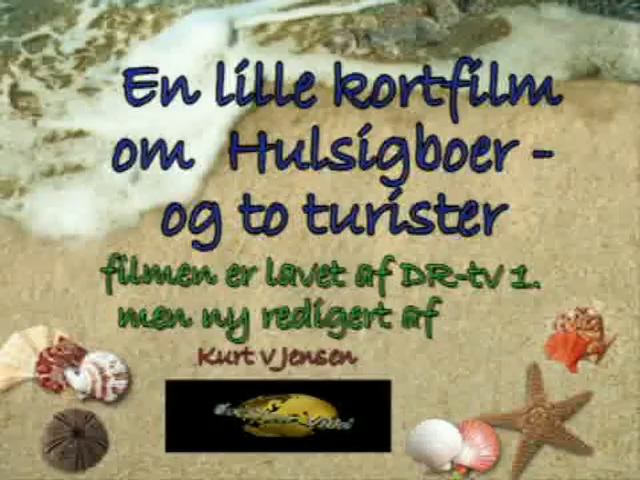 En lille kortfilm
om Hulsigboer -
og to turister
filmen er lavet af DR-tv 1.
men ny redigert af
Kurt V Jensen